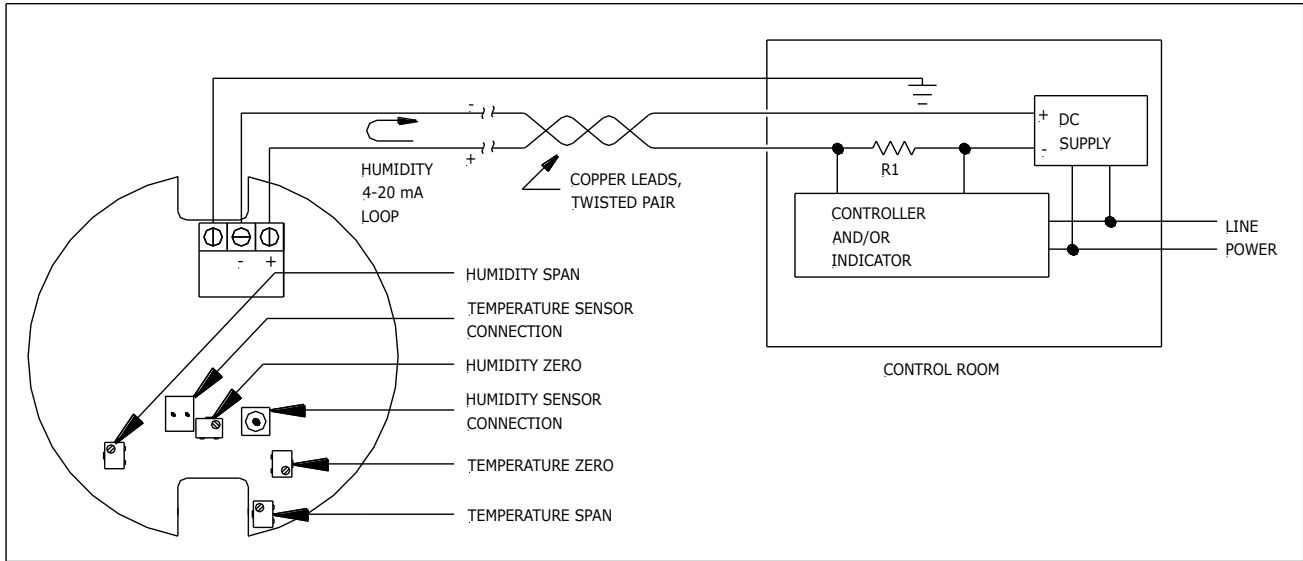 -
+
HUMIDITY
4-20 mA
LOOP
COPPER LEADS,
TWISTED PAIR
+
-
DC
SUPPLY
R1
CONTROLLER
AND/OR
INDICATOR
LINE
POWER
CONTROL ROOM
- +
HUMIDITY SPAN
TEMPERATURE SENSOR
CONNECTION
HUMIDITY ZERO
HUMIDITY SENSOR
CONNECTION
TEMPERATURE ZERO
TEMPERATURE SPAN